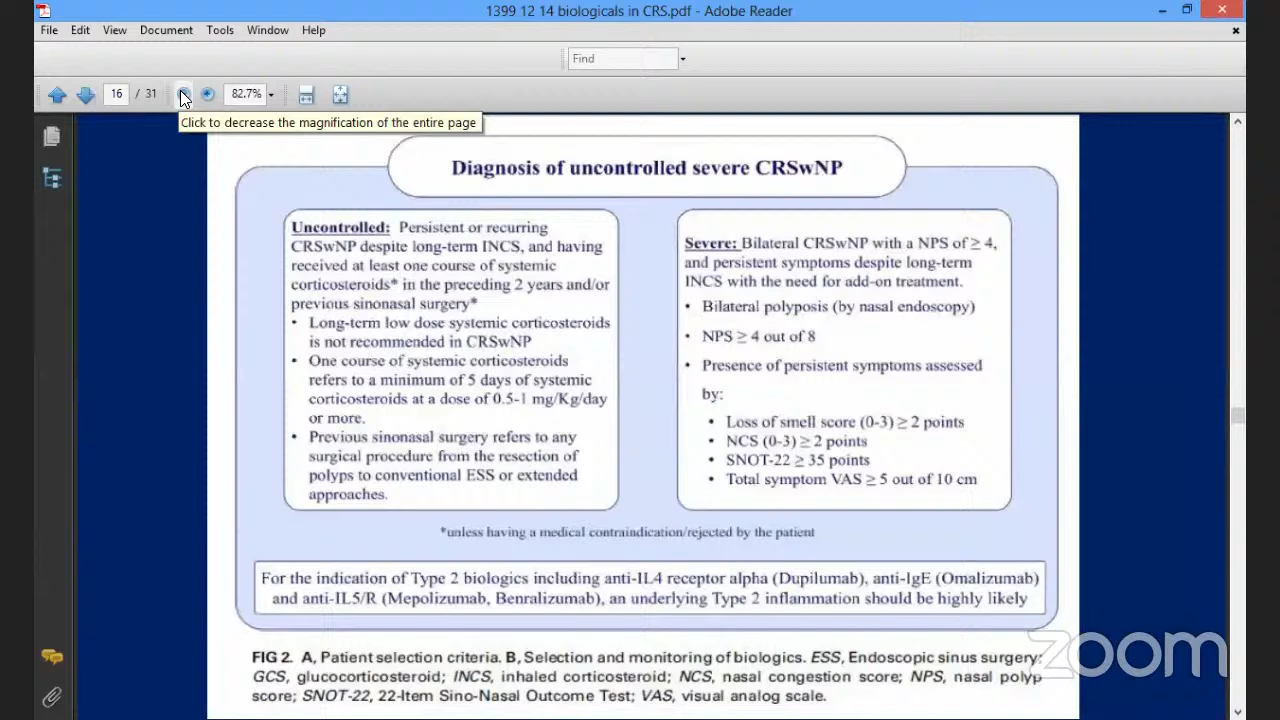 1399 12 14 biologicals in CRS.pdf - Adobe Reader
File Edit View Document Tools Window Help
Find
16 / 31 82.7%
Click to decrease the magnification of the entire page
Diagnosis of uncontrolled severe CRSwNP
Uncontrolled: Persistent or recurring
CRSwNP despite long-term INCS, and having
received at least one course of systemic
corticosteroids* in the preceding 2 years and/or
previous sinonasal surgery*
• Long-term low dose systemic corticosteroids
is not recommended in CRSwNP
• One course of systemic corticosteroids
refers to a minimum of 5 days of systemic
corticosteroids at a dose of 0.5-1 mg/Kg/day
or more.
• Previous sinonasal surgery refers to any
surgical procedure from the resection of
polyps to conventional ESS or extended
approaches.
Severe: Bilateral CRSwNP with a NPS of ≥ 4,
and persistent symptoms despite long-term
INCS with the need for add-on treatment.
• Bilateral polyposis (by nasal endoscopy)
• NPS ≥ 4 out of 8
• Presence of persistent symptoms assessed
by:
• Loss of smell score (0-3) ≥ 2 points
• NCS (0-3) ≥ 2 points
• SNOT-22 ≥ 35 points
• Total symptom VAS ≥ 5 out of 10 cm
*unless having a medical contraindication/rejected by the patient
For the indication of Type 2 biologics including anti-IL4 receptor alpha (Dupilumab), anti-IgE (Omalizumab)
and anti-IL5/R (Mepolizumab, Benralizumab), an underlying Type 2 inflammation should be highly likely
FIG 2. A, Patient selection criteria. B, Selection and monitoring of biologics. ESS, Endoscopic sinus surgery;
GCS, glucocorticosteroid; INCS, inhaled corticosteroid; NCS, nasal congestion score; NPS, nasal polyp
score; SNOT-22, 22-Item Sino-Nasal Outcome Test; VAS, visual analog scale.
zoom